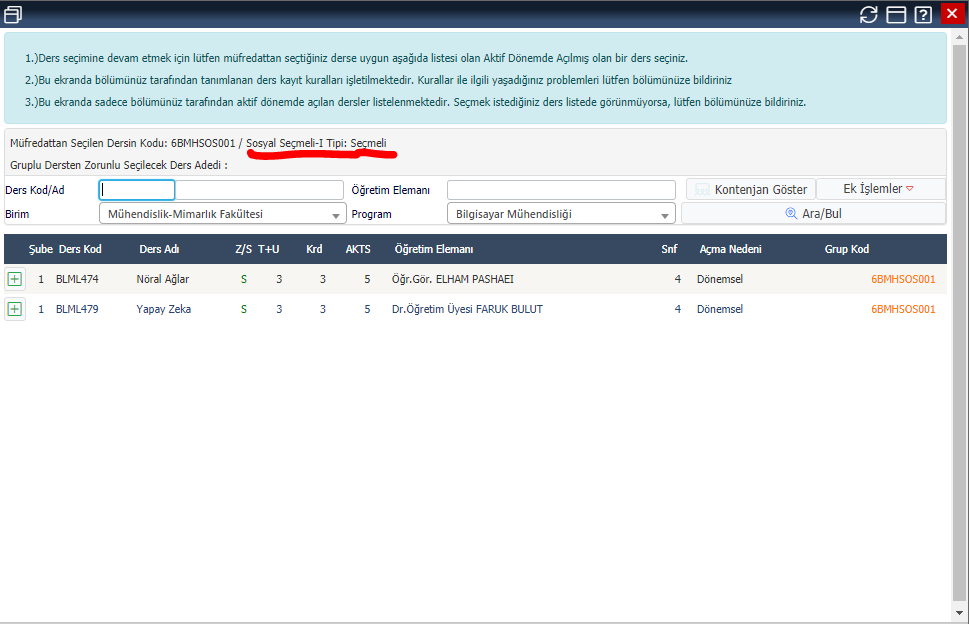 1.)Ders seçimine devam etmek için lütfen müfredattan seçtiğiniz derse uygun aşağıda listesi olan Aktif Dönemde Açılmış olan bir ders seçiniz.
2.)Bu ekranda bölümünüz tarafından tanımlanan ders kayıt kuralları işletilmektedir. Kurallar ile ilgili yaşadığınız problemleri lütfen bölümünüze bildiriniz
3.)Bu ekranda sadece bölümünüz tarafından aktif dönemde açılan dersler listelenmektedir. Seçmek istediğiniz ders listede görünmüyorsa, lütfen bölümünüze bildiriniz.
Müfredattan Seçilen Dersin Kodu: 6BMHSOS001 / Sosyal Seçmeli-I Tipi: Seçmeli
Gruplu Dersten Zorunlu Seçilecek Ders Adedi :
Ders Kod/Ad Öğretim Elemanı Kontenjan Göster Ek İşlemler
Birim Mühendislik-Mimarlık Fakültesi Program Bilgisayar Mühendisliği Ara/Bul
Şube Ders Kod Ders Adı Z/S T+U Krd AKTS Öğretim Elemanı Snf Açma Nedeni Grup Kod
1 BLML474 Nöral Ağlar S 3 3 5 Öğr.Gör. ELHAM PASHAEI 4 Dönemsel 6BMHSOS001
1 BLML479 Yapay Zeka S 3 3 5 Dr.Öğretim Üyesi FARUK BULUT 4 Dönemsel 6BMHSOS001